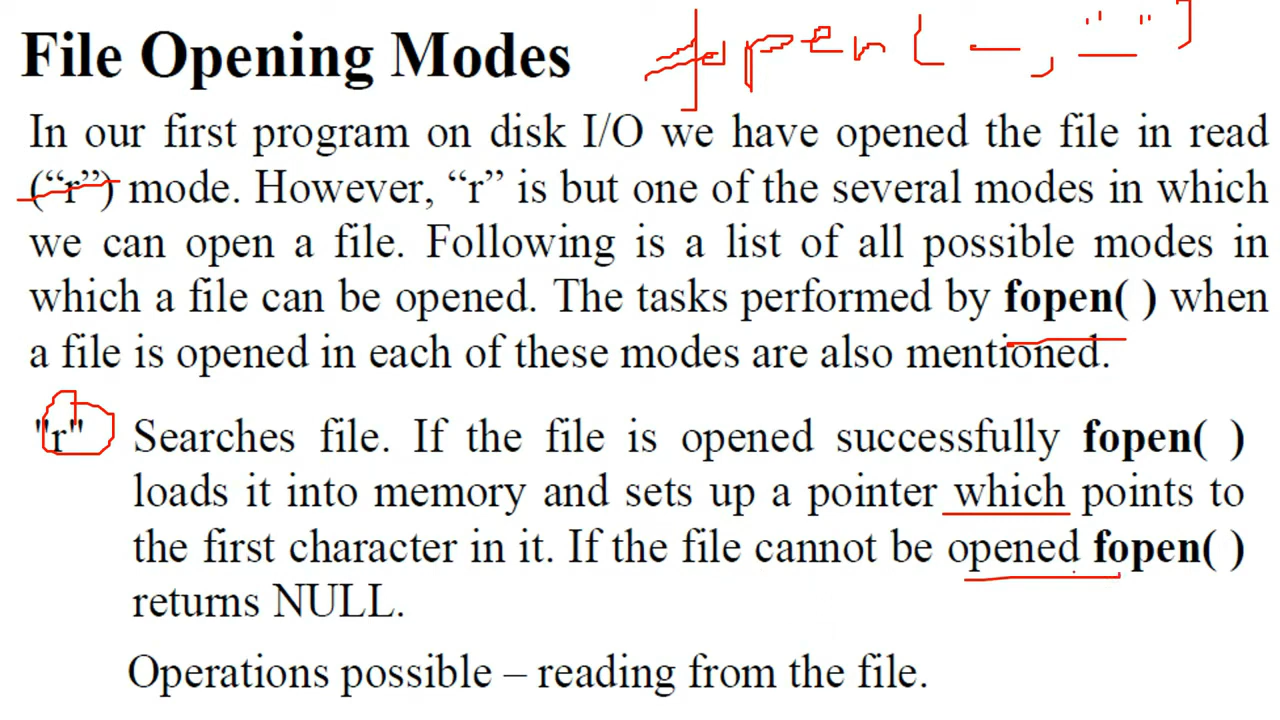 File Opening Modes
fopen( _ , "_" )
In our first program on disk I/O we have opened the file in read
(“r”) mode. However, “r” is but one of the several modes in which
we can open a file. Following is a list of all possible modes in
which a file can be opened. The tasks performed by fopen( ) when
a file is opened in each of these modes are also mentioned.
"r" Searches file. If the file is opened successfully fopen( )
loads it into memory and sets up a pointer which points to
the first character in it. If the file cannot be opened fopen( )
returns NULL.
Operations possible – reading from the file.